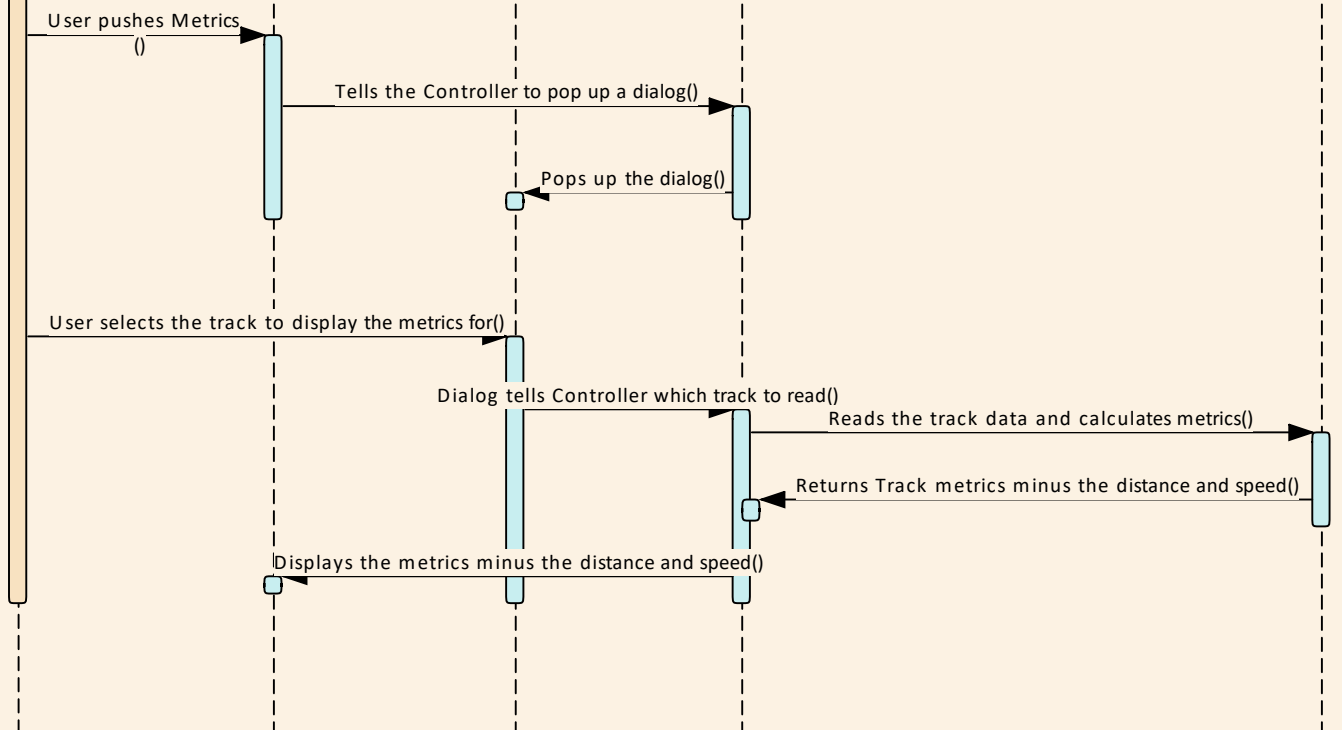 User pushes Metrics
()
Tells the Controller to pop up a dialog()
Pops up the dialog()
User selects the track to display the metrics for()
Dialog tells Controller which track to read()
Reads the track data and calculates metrics()
Returns Track metrics minus the distance and speed()
Displays the metrics minus the distance and speed()